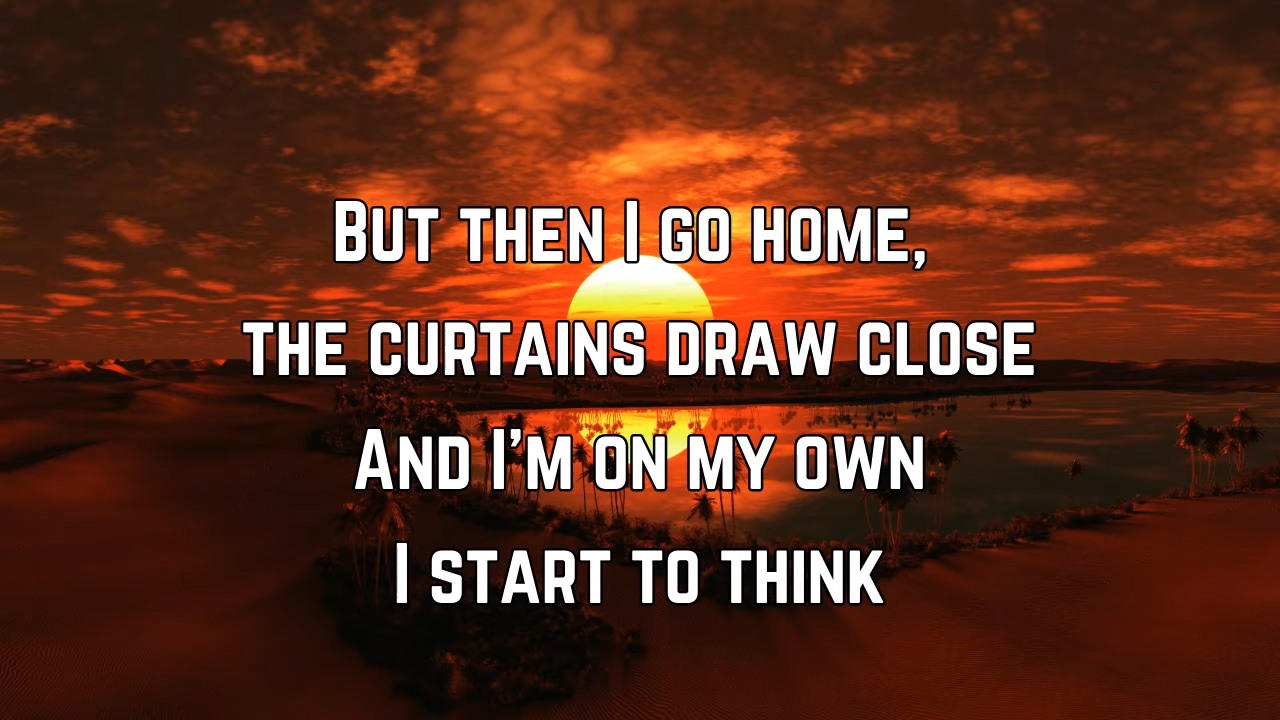 But then I go home,
the curtains draw close
And I’m on my own
I start to think